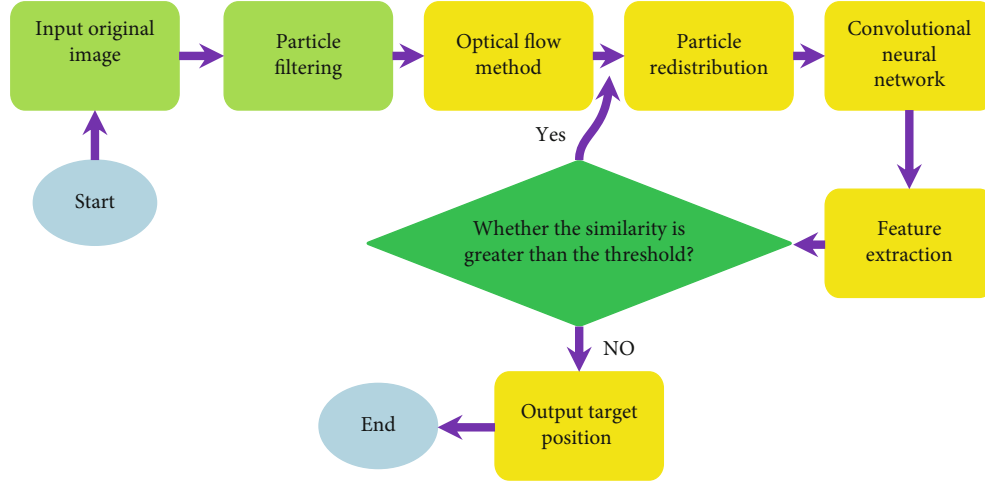 Input original
image
Particle
filtering
Optical flow
method
Particle
redistribution
Convolutional
neural
network
Yes
Start
Whether the similarity is
greater than the threshold?
Feature
extraction
NO
Output target
position
End